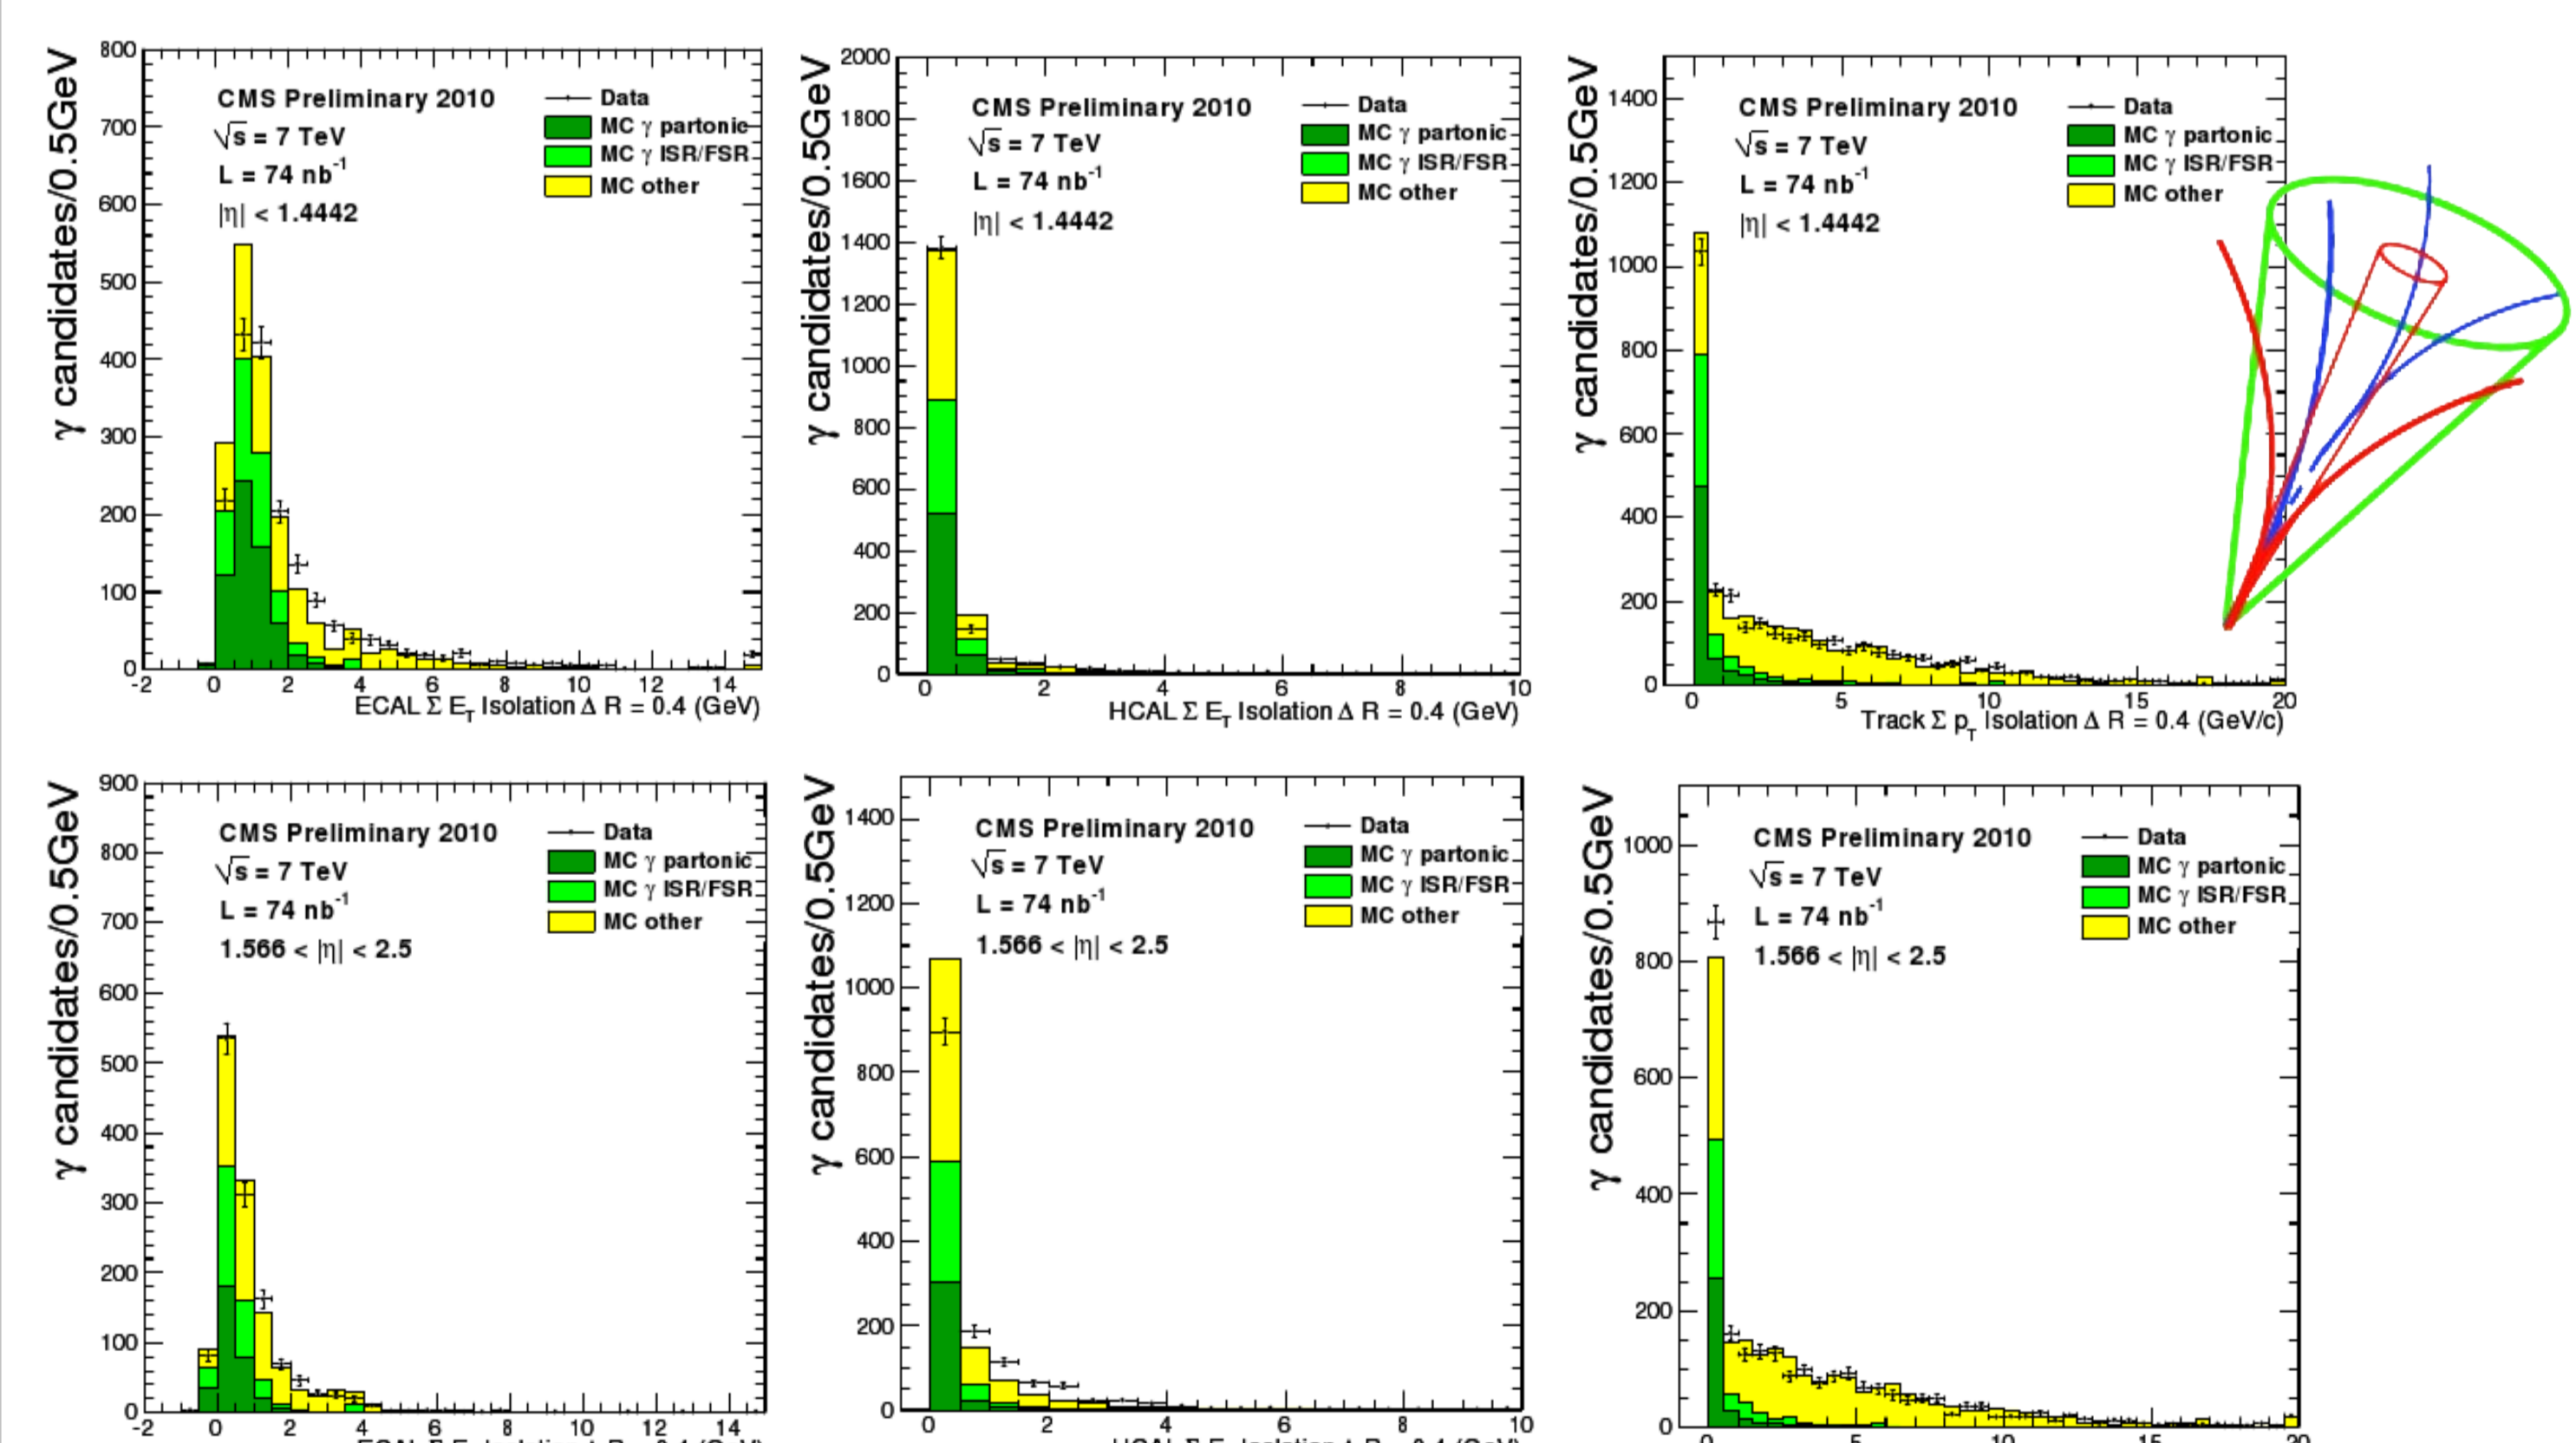 800
700
600
500
400
300
200
100
0
γ candidates/0.5GeV
CMS Preliminary 2010
√s = 7 TeV
L = 74 nb-1
|η| < 1.4442
Data
MC γ partonic
MC γ ISR/FSR
MC other
-2 0 2 4 6 8 10 12 14
ECAL Σ ET Isolation Δ R = 0.4 (GeV)
2000
1800
1600
1400
1200
1000
800
600
400
200
0
γ candidates/0.5GeV
CMS Preliminary 2010
√s = 7 TeV
L = 74 nb-1
|η| < 1.4442
Data
MC γ partonic
MC γ ISR/FSR
MC other
0 2 4 6 8 10
HCAL Σ ET Isolation Δ R = 0.4 (GeV)
1400
1200
1000
800
600
400
200
0
γ candidates/0.5GeV
CMS Preliminary 2010
√s = 7 TeV
L = 74 nb-1
|η| < 1.4442
Data
MC γ partonic
MC γ ISR/FSR
MC other
0 5 10 15 20
Track Σ pT Isolation Δ R = 0.4 (GeV/c)
900
800
700
600
500
400
300
200
100
0
γ candidates/0.5GeV
CMS Preliminary 2010
√s = 7 TeV
L = 74 nb-1
1.566 < |η| < 2.5
Data
MC γ partonic
MC γ ISR/FSR
MC other
-2 0 2 4 6 8 10 12 14
1400
1200
1000
800
600
400
200
0
γ candidates/0.5GeV
CMS Preliminary 2010
√s = 7 TeV
L = 74 nb-1
1.566 < |η| < 2.5
Data
MC γ partonic
MC γ ISR/FSR
MC other
0 2 4 6 8 10
1000
800
600
400
200
0
γ candidates/0.5GeV
CMS Preliminary 2010
√s = 7 TeV
L = 74 nb-1
1.566 < |η| < 2.5
Data
MC γ partonic
MC γ ISR/FSR
MC other
0 5 10 15 20